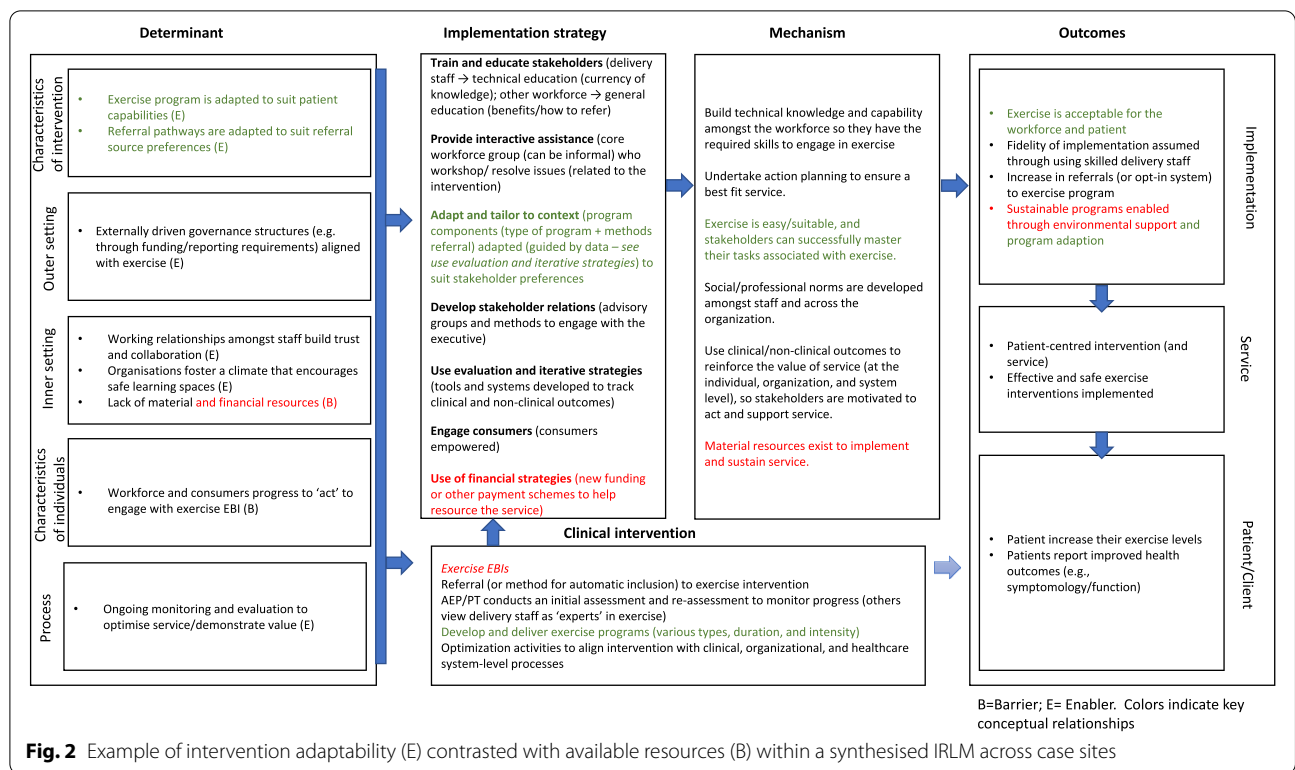 Determinant
Implementation strategy
Mechanism
Outcomes
Characteristics
of intervention
• Exercise program is adapted to suit patient
capabilities (E)
• Referral pathways are adapted to suit referral
source preferences (E)
Outer setting
• Externally driven governance structures (e.g.
through funding/reporting requirements) aligned
with exercise (E)
Inner setting
• Working relationships amongst staff build trust
and collaboration (E)
• Organisations foster a climate that encourages
safe learning spaces (E)
• Lack of material and financial resources (B)
Characteristics
of individuals
• Workforce and consumers progress to ‘act’ to
engage with exercise EBI (B)
Process
• Ongoing monitoring and evaluation to
optimise service/demonstrate value (E)
Train and educate stakeholders (delivery
staff → technical education (currency of
knowledge); other workforce → general
education (benefits/how to refer)
Provide interactive assistance (core
workforce group (can be informal) who
workshop/ resolve issues (related to the
intervention)
Adapt and tailor to context (program
components (type of program + methods
referral) adapted (guided by data – see
use evaluation and iterative strategies) to
suit stakeholder preferences
Develop stakeholder relations (advisory
groups and methods to engage with the
executive)
Use evaluation and iterative strategies
(tools and systems developed to track
clinical and non-clinical outcomes)
Engage consumers (consumers
empowered)
Use of financial strategies (new funding
or other payment schemes to help
resource the service)
Build technical knowledge and capability
amongst the workforce so they have the
required skills to engage in exercise
Undertake action planning to ensure a
best fit service.
Exercise is easy/suitable, and
stakeholders can successfully master
their tasks associated with exercise.
Social/professional norms are developed
amongst staff and across the
organization.
Use clinical/non-clinical outcomes to
reinforce the value of service (at the
individual, organization, and system
level), so stakeholders are motivated to
act and support service.
Material resources exist to implement
and sustain service.
Clinical intervention
Exercise EBIs
Referral (or method for automatic inclusion) to exercise intervention
AEP/PT conducts an initial assessment and re-assessment to monitor progress (others
view delivery staff as ‘experts’ in exercise)
Develop and deliver exercise programs (various types, duration, and intensity)
Optimization activities to align intervention with clinical, organizational, and healthcare
system-level processes
• Exercise is acceptable for the
workforce and patient
• Fidelity of implementation assumed
through using skilled delivery staff
• Increase in referrals (or opt-in system)
to exercise program
• Sustainable programs enabled
through environmental support and
program adaption
Implementation
• Patient-centred intervention (and
service)
• Effective and safe exercise
interventions implemented
Service
• Patient increase their exercise levels
• Patients report improved health
outcomes (e.g.,
symptomology/function)
Patient/Client
B=Barrier; E= Enabler. Colors indicate key
conceptual relationships
Fig. 2 Example of intervention adaptability (E) contrasted with available resources (B) within a synthesised IRLM across case sites